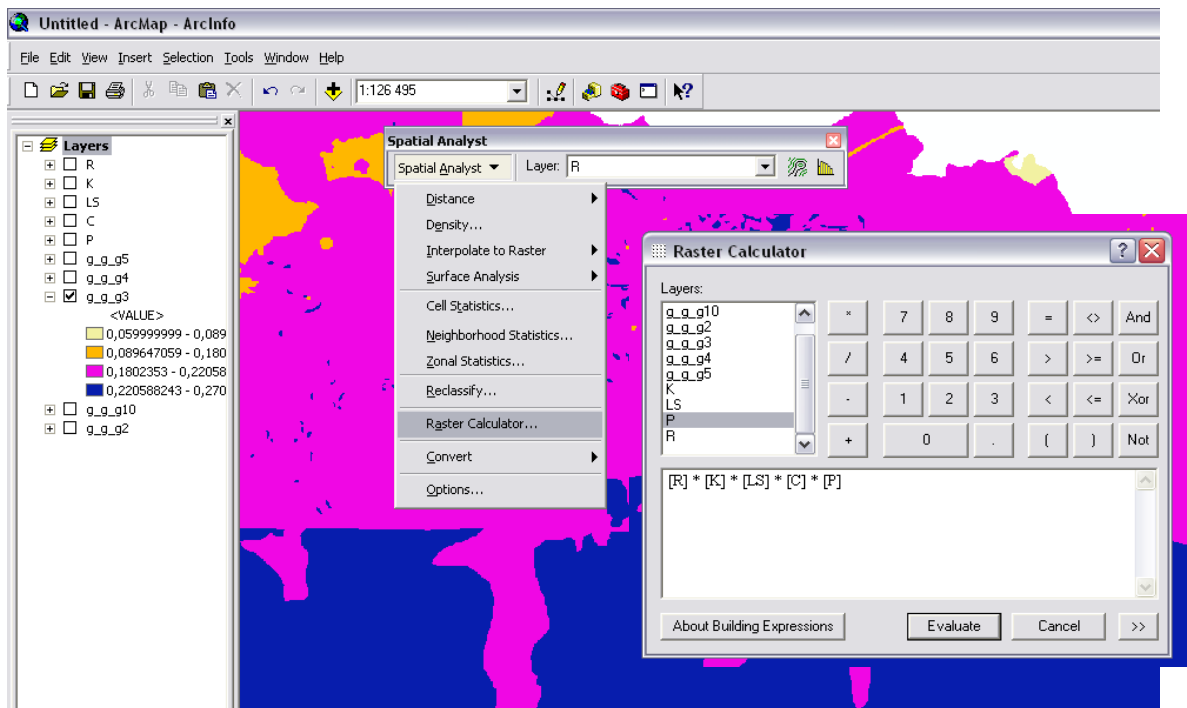 Untitled - ArcMap - ArcInfo
File Edit View Insert Selection Tools Window Help
1:126 495
Layers
R
K
LS
C
P
g_g_g5
g_g_g4
g_g_g3
<VALUE>
0,059999999 - 0,089
0,089647059 - 0,180
0,1802353 - 0,22058
0,220588243 - 0,270
g_g_g10
g_g_g2
Spatial Analyst
Spatial Analyst Layer: R
Distance
Density...
Interpolate to Raster
Surface Analysis
Cell Statistics...
Neighborhood Statistics...
Zonal Statistics...
Reclassify...
Raster Calculator...
Convert
Options...
Raster Calculator
Layers:
g_g_g10
g_g_g2
g_g_g3
g_g_g4
g_g_g5
K
LS
P
R
* 7 8 9 = <> And
/ 4 5 6 > >= Or
- 1 2 3 < <= Xor
+ 0 . ( ) Not
[R] * [K] * [LS] * [C] * [P]
About Building Expressions Evaluate Cancel >>